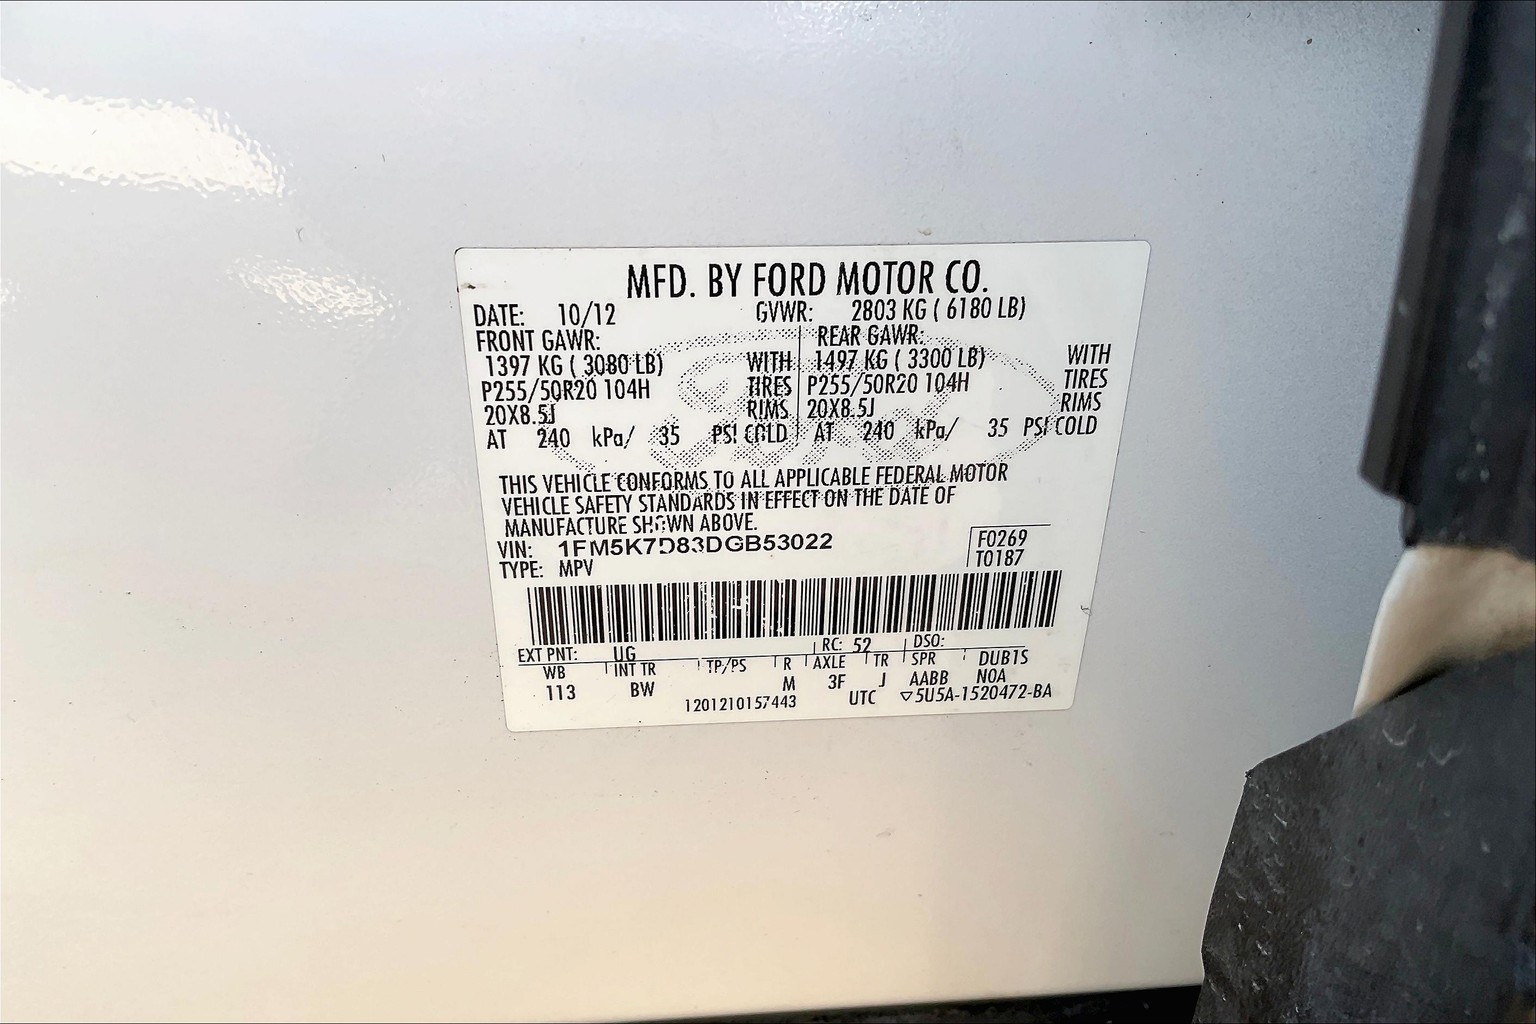 MFD. BY FORD MOTOR CO.
DATE: 10/12 GVWR: 2803 KG ( 6180 LB)
FRONT GAWR: REAR GAWR:
1397 KG ( 3080 LB) WITH 1497 KG ( 3300 LB) WITH
P255/50R20 104H TIRES P255/50R20 104H TIRES
20X8.5J RIMS 20X8.5J RIMS
AT 240 kPa/ 35 PSI COLD AT 240 kPa/ 35 PSI COLD
Ford
THIS VEHICLE CONFORMS TO ALL APPLICABLE FEDERAL MOTOR
VEHICLE SAFETY STANDARDS IN EFFECT ON THE DATE OF
MANUFACTURE SHOWN ABOVE.
VIN: 1FM5K7D83DGB53022 F0269
TYPE: MPV T0187
EXT PNT: UG RC: 52 DSO:
WB INT TR TP/PS R AXLE TR SPR DUB1S
113 BW M 3F J AABB NOA
1201210157443 UTC ▽5U5A-1520472-BA